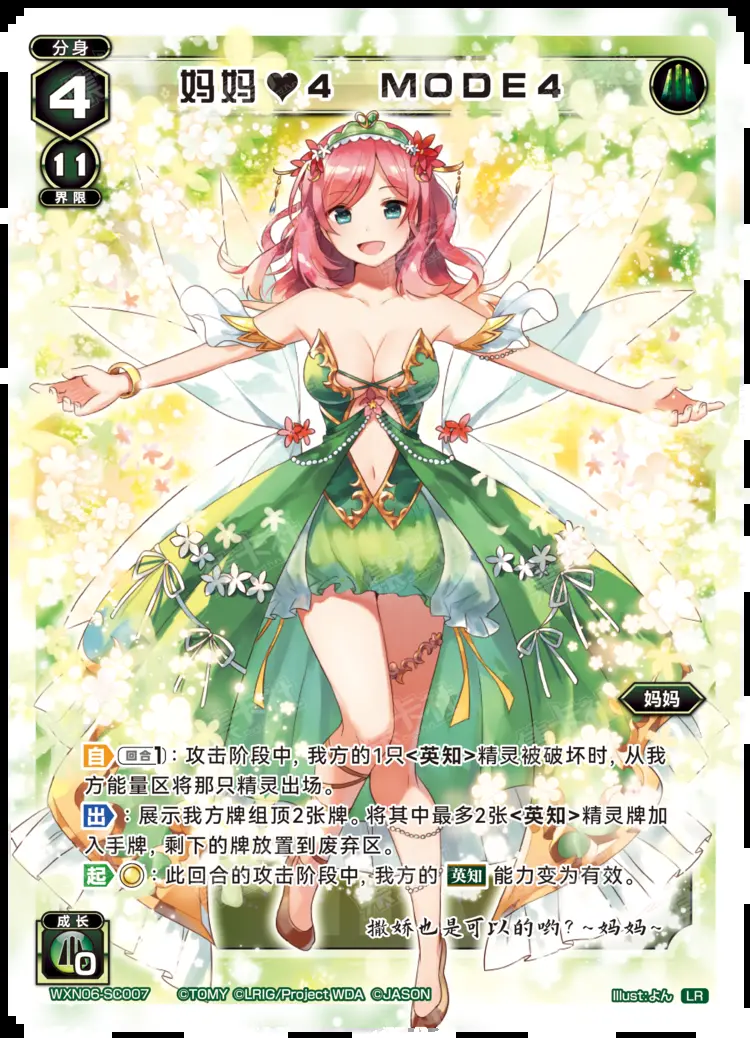 分身
4
妈妈♥4 MODE4
11
界限
妈妈
自 回合1：攻击阶段中, 我方的1只<英知>精灵被破坏时, 从我
方能量区将那只精灵出场。
出：展示我方牌组顶2张牌。将其中最多2张<英知>精灵牌加
入手牌, 剩下的牌放置到废弃区。
起：此回合的攻击阶段中, 我方的 英知 能力变为有效。
撒娇也是可以的哟？~妈妈~
成长
0
WXN06-SC007 ©TOMY ©LRIG/Project WDA ©JASON
Illust:よん LR